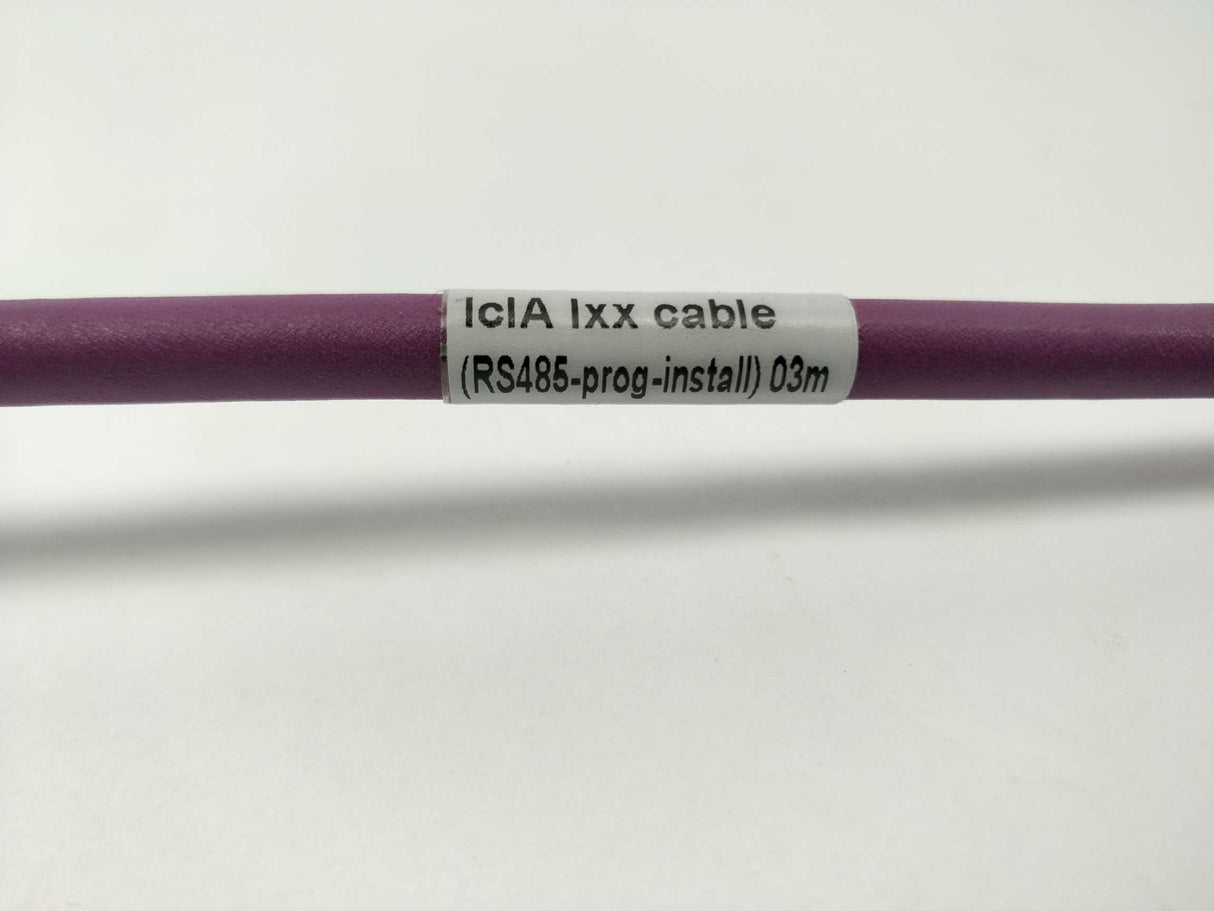 IclA Ixx cable
(RS485-prog-install) 03m